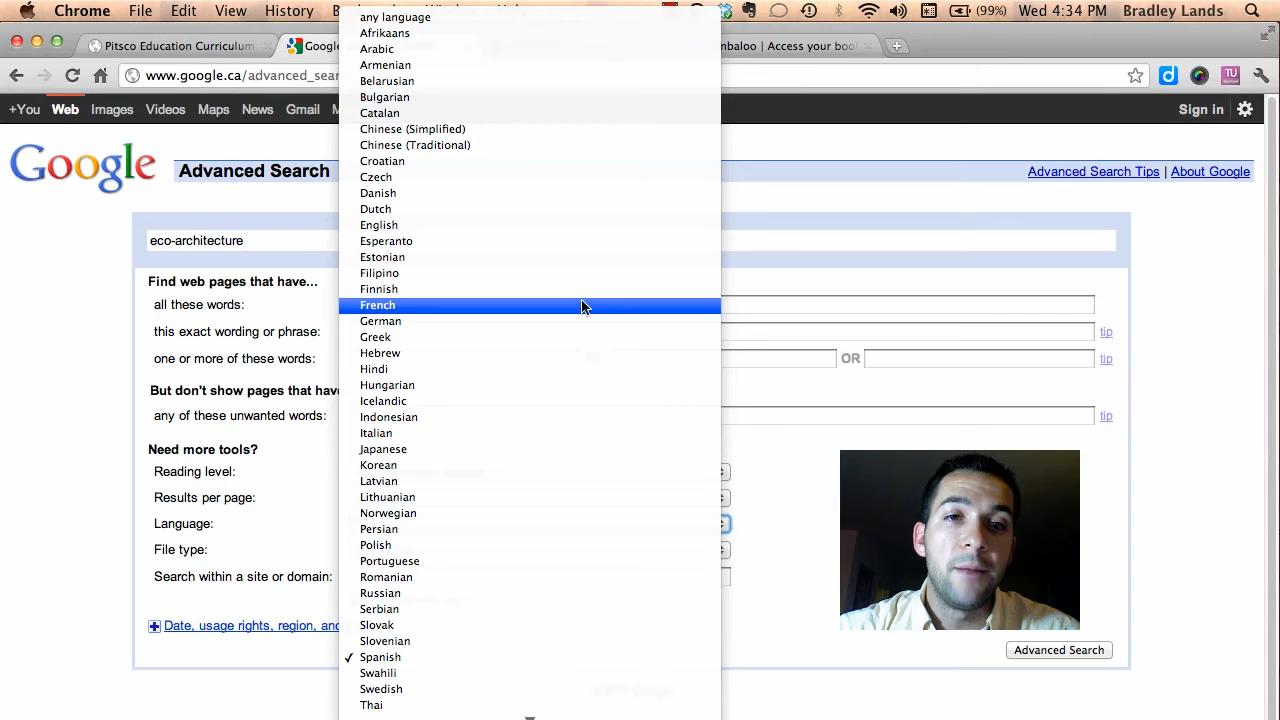 Chrome File Edit View History (99%) Wed 4:34 PM Bradley Lands
Pitsco Education Curriculum Google
www.google.ca/advanced_sea
+You Web Images Videos Maps News Gmail Sign in
Google Advanced Search Advanced Search Tips | About Google
eco-architecture
Find web pages that have...
all these words:
this exact wording or phrase: tip
one or more of these words: OR tip
But don't show pages that have
any of these unwanted words: tip
Need more tools?
Reading level:
Results per page:
Language:
File type:
Search within a site or domain:
Date, usage rights, region, and
Advanced Search
any language
Afrikaans
Arabic
Armenian
Belarusian
Bulgarian
Catalan
Chinese (Simplified)
Chinese (Traditional)
Croatian
Czech
Danish
Dutch
English
Esperanto
Estonian
Filipino
Finnish
French
German
Greek
Hebrew
Hindi
Hungarian
Icelandic
Indonesian
Italian
Japanese
Korean
Latvian
Lithuanian
Norwegian
Persian
Polish
Portuguese
Romanian
Russian
Serbian
Slovak
Slovenian
✓ Spanish
Swahili
Swedish
Thai